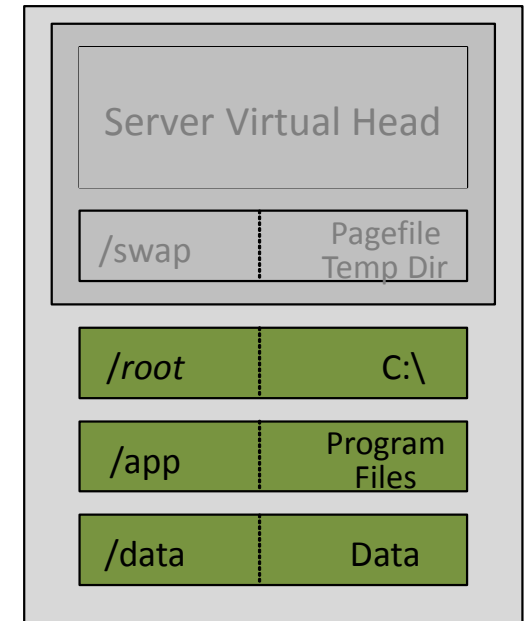 Server Virtual Head
/swap
Pagefile
Temp Dir
/root
C:\
/app
Program
Files
/data
Data